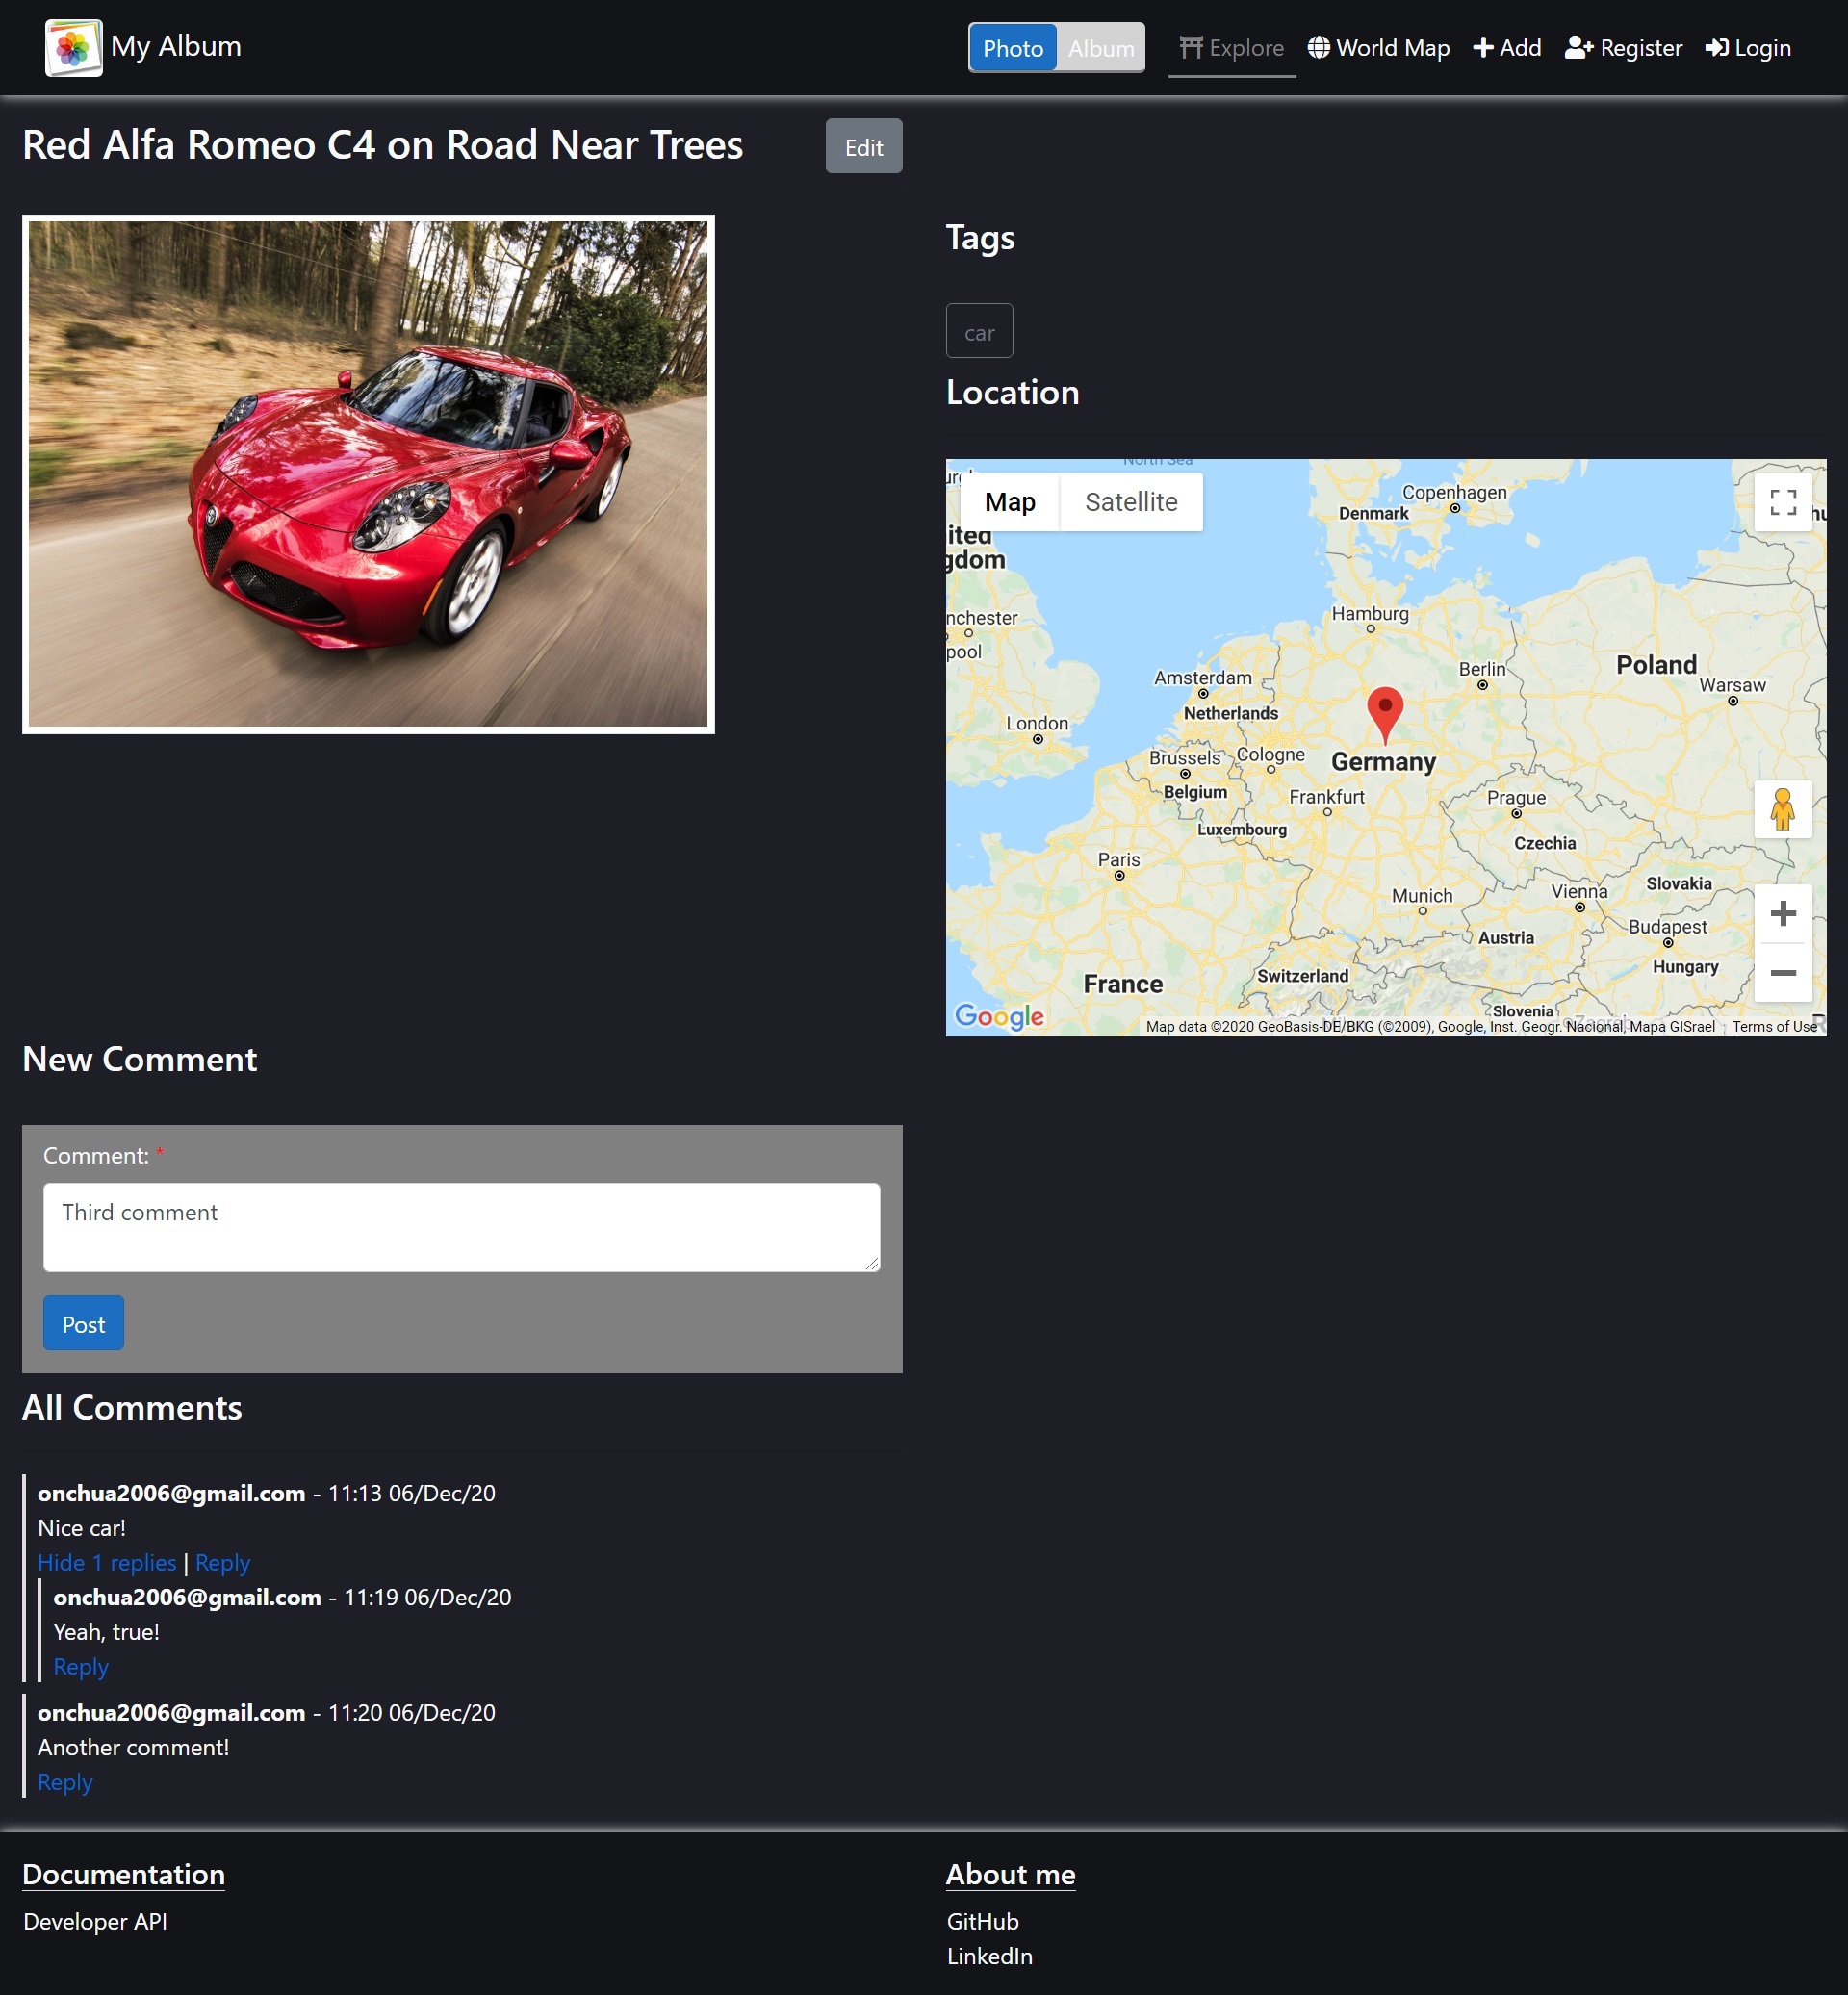 My Album
Photo Album Explore World Map Add Register Login
Red Alfa Romeo C4 on Road Near Trees
Edit
Tags
car
Location
North Sea
Map Satellite
Copenhagen
Denmark
ited
gdom
nchester
pool
Hamburg
Berlin
Poland
Warsaw
Amsterdam
Netherlands
London
Brussels
Cologne
Germany
Belgium
Frankfurt
Prague
Luxembourg
Czechia
Paris
Munich
Vienna
Slovakia
Budapest
Austria
Hungary
Switzerland
France
Slovenia
Google
Map data ©2020 GeoBasis-DE/BKG (©2009), Google, Inst. Geogr. Nacional, Mapa GISrael Terms of Use
New Comment
Comment: *
Third comment
Post
All Comments
onchua2006@gmail.com - 11:13 06/Dec/20
Nice car!
Hide 1 replies | Reply
onchua2006@gmail.com - 11:19 06/Dec/20
Yeah, true!
Reply
onchua2006@gmail.com - 11:20 06/Dec/20
Another comment!
Reply
Documentation
Developer API
About me
GitHub
LinkedIn